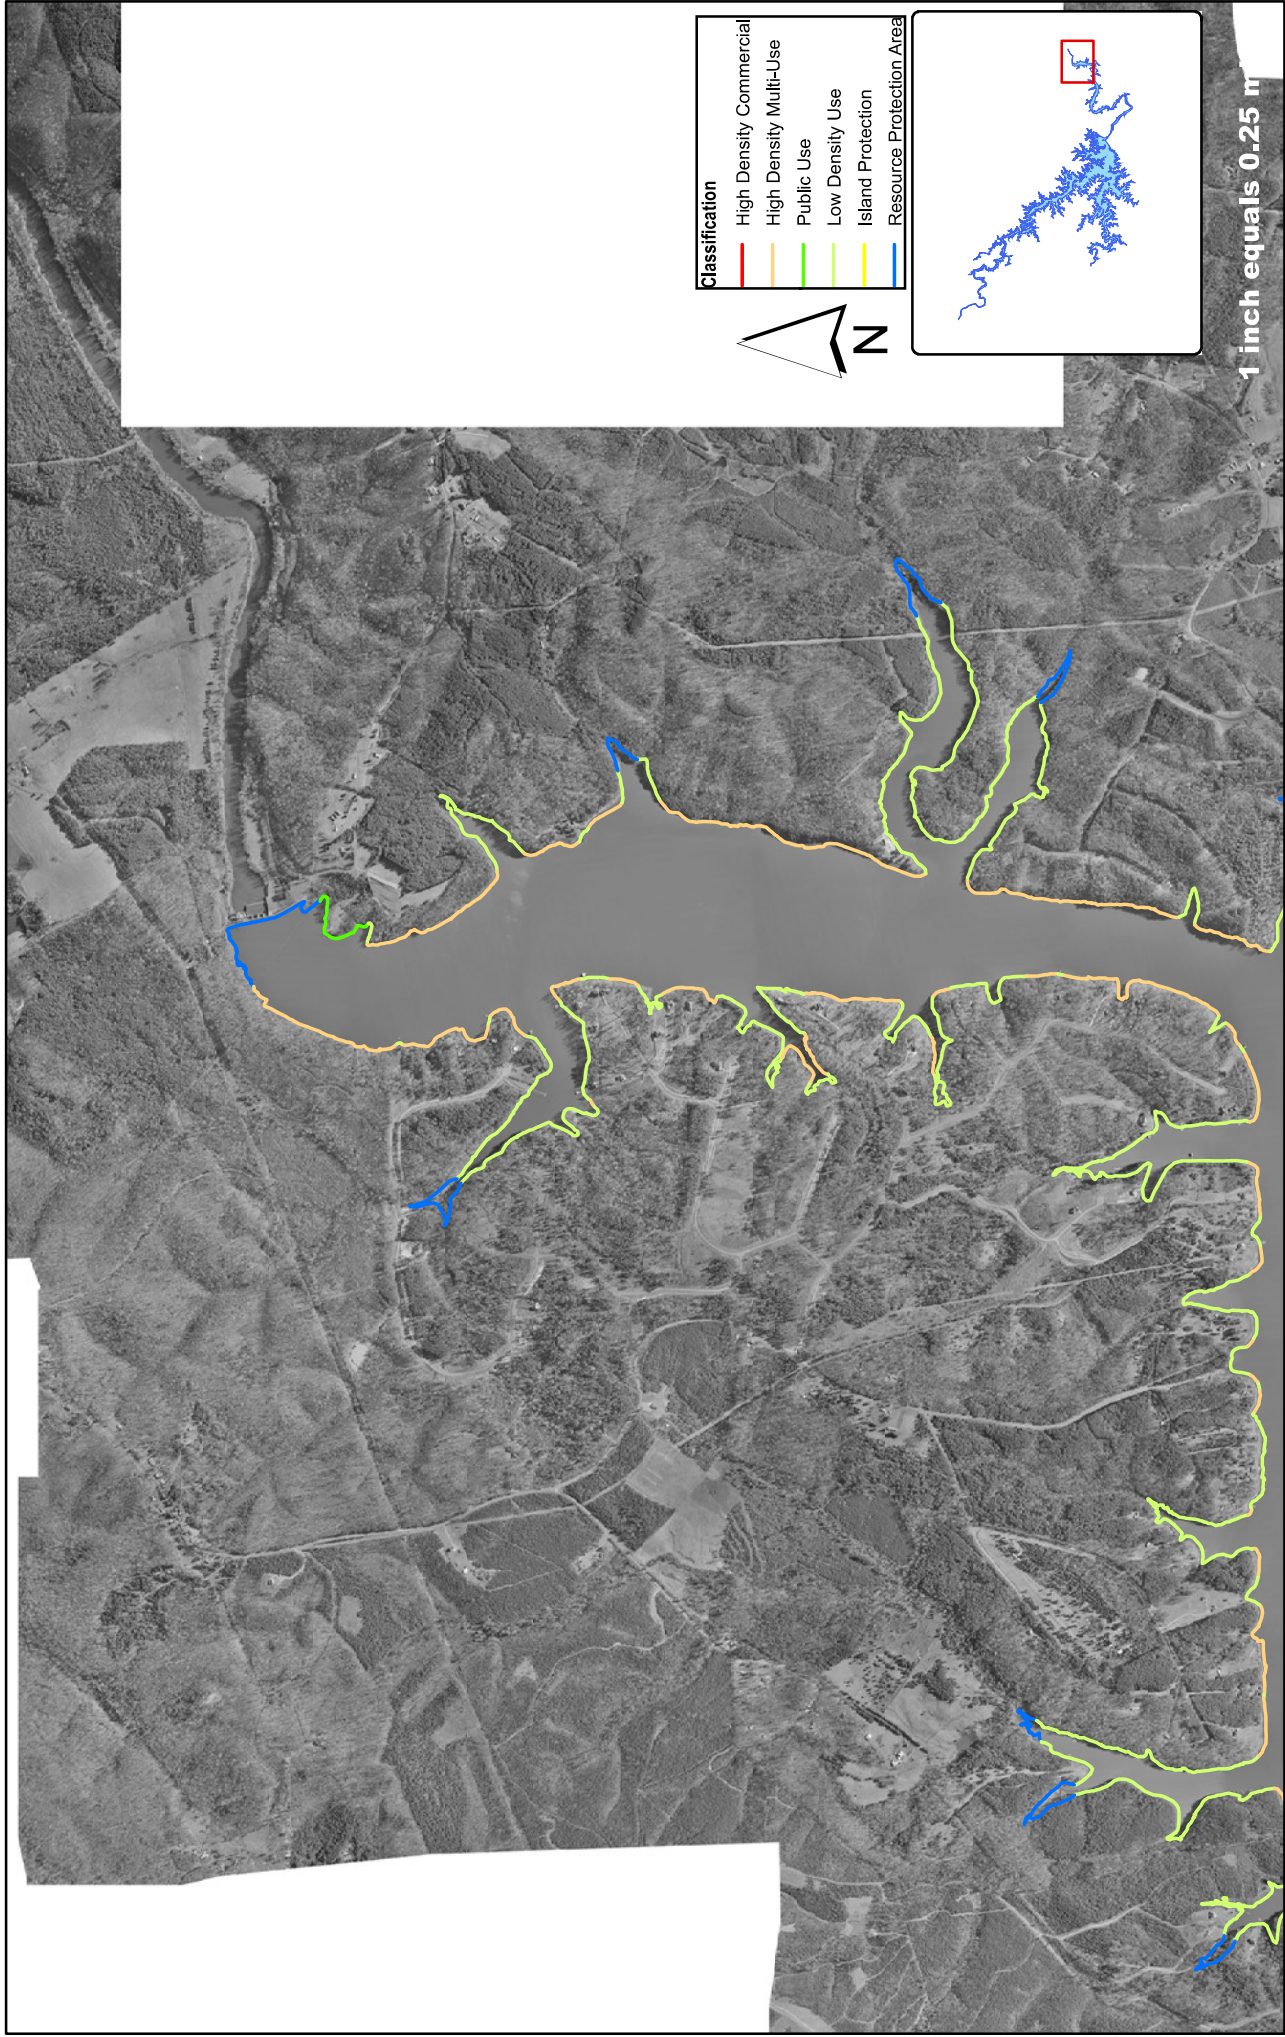 Classification
High Density Commercial
High Density Multi-Use
Public Use
Low Density Use
Island Protection
Resource Protection Area
N
1 inch equals 0.25 m